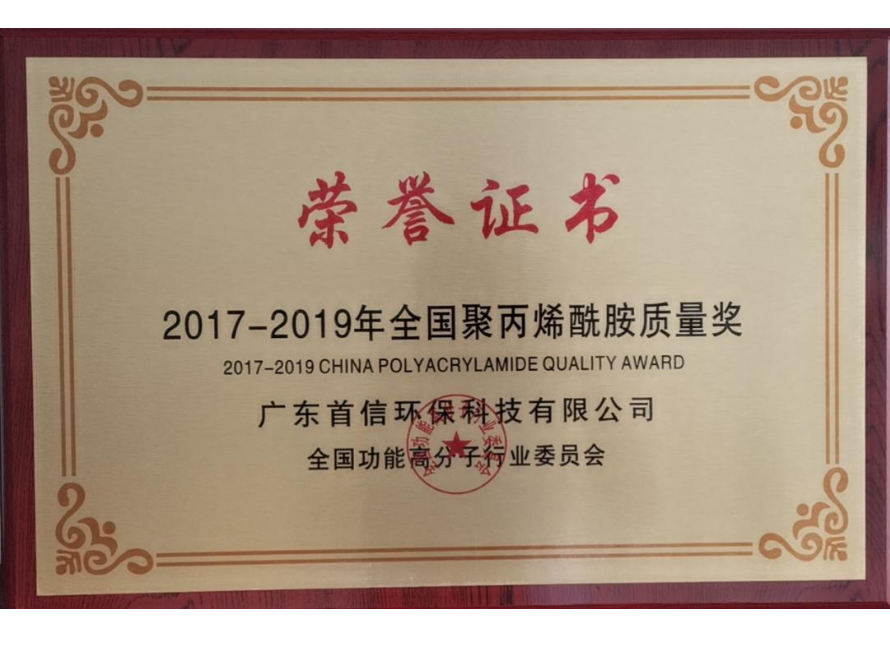 荣誉证书
2017-2019年全国聚丙烯酰胺质量奖
2017-2019 CHINA POLYACRYLAMIDE QUALITY AWARD
广东首信环保科技有限公司
全国功能高分子行业委员会